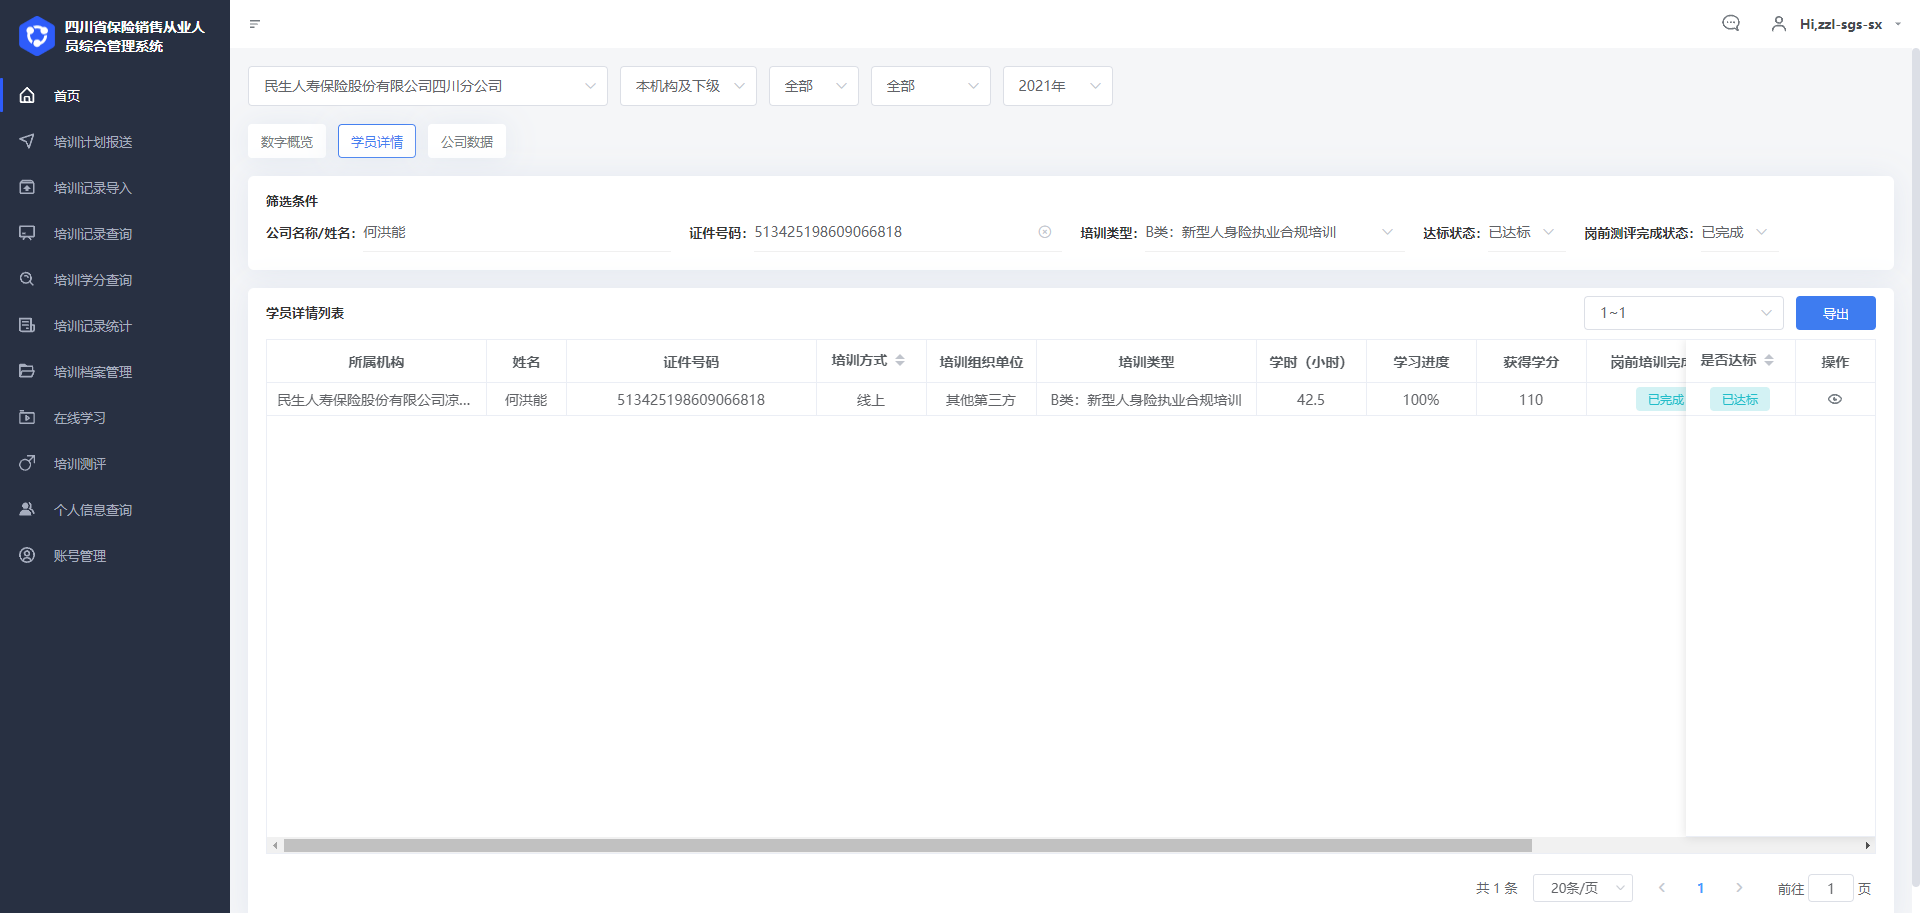 四川省保险销售从业人
员综合管理系统
首页
培训计划报送
培训记录导入
培训记录查询
培训学分查询
培训记录统计
培训档案管理
在线学习
培训测评
个人信息查询
账号管理
Hi,zzl-sgs-sx
民生人寿保险股份有限公司四川分公司 本机构及下级 全部 全部 2021年
数字概览 学员详情 公司数据
筛选条件
公司名称/姓名: 何洪能 证件号码: 513425198609066818 培训类型: B类：新型人身险执业合规培训 达标状态: 已达标 岗前测评完成状态: 已完成
学员详情列表 1~1 导出
所属机构 姓名 证件号码 培训方式 培训组织单位 培训类型 学时（小时） 学习进度 获得学分 岗前培训完 是否达标 操作
民生人寿保险股份有限公司凉... 何洪能 513425198609066818 线上 其他第三方 B类：新型人身险执业合规培训 42.5 100% 110 已完成 已达标
共 1 条 20条/页 1 前往 1 页